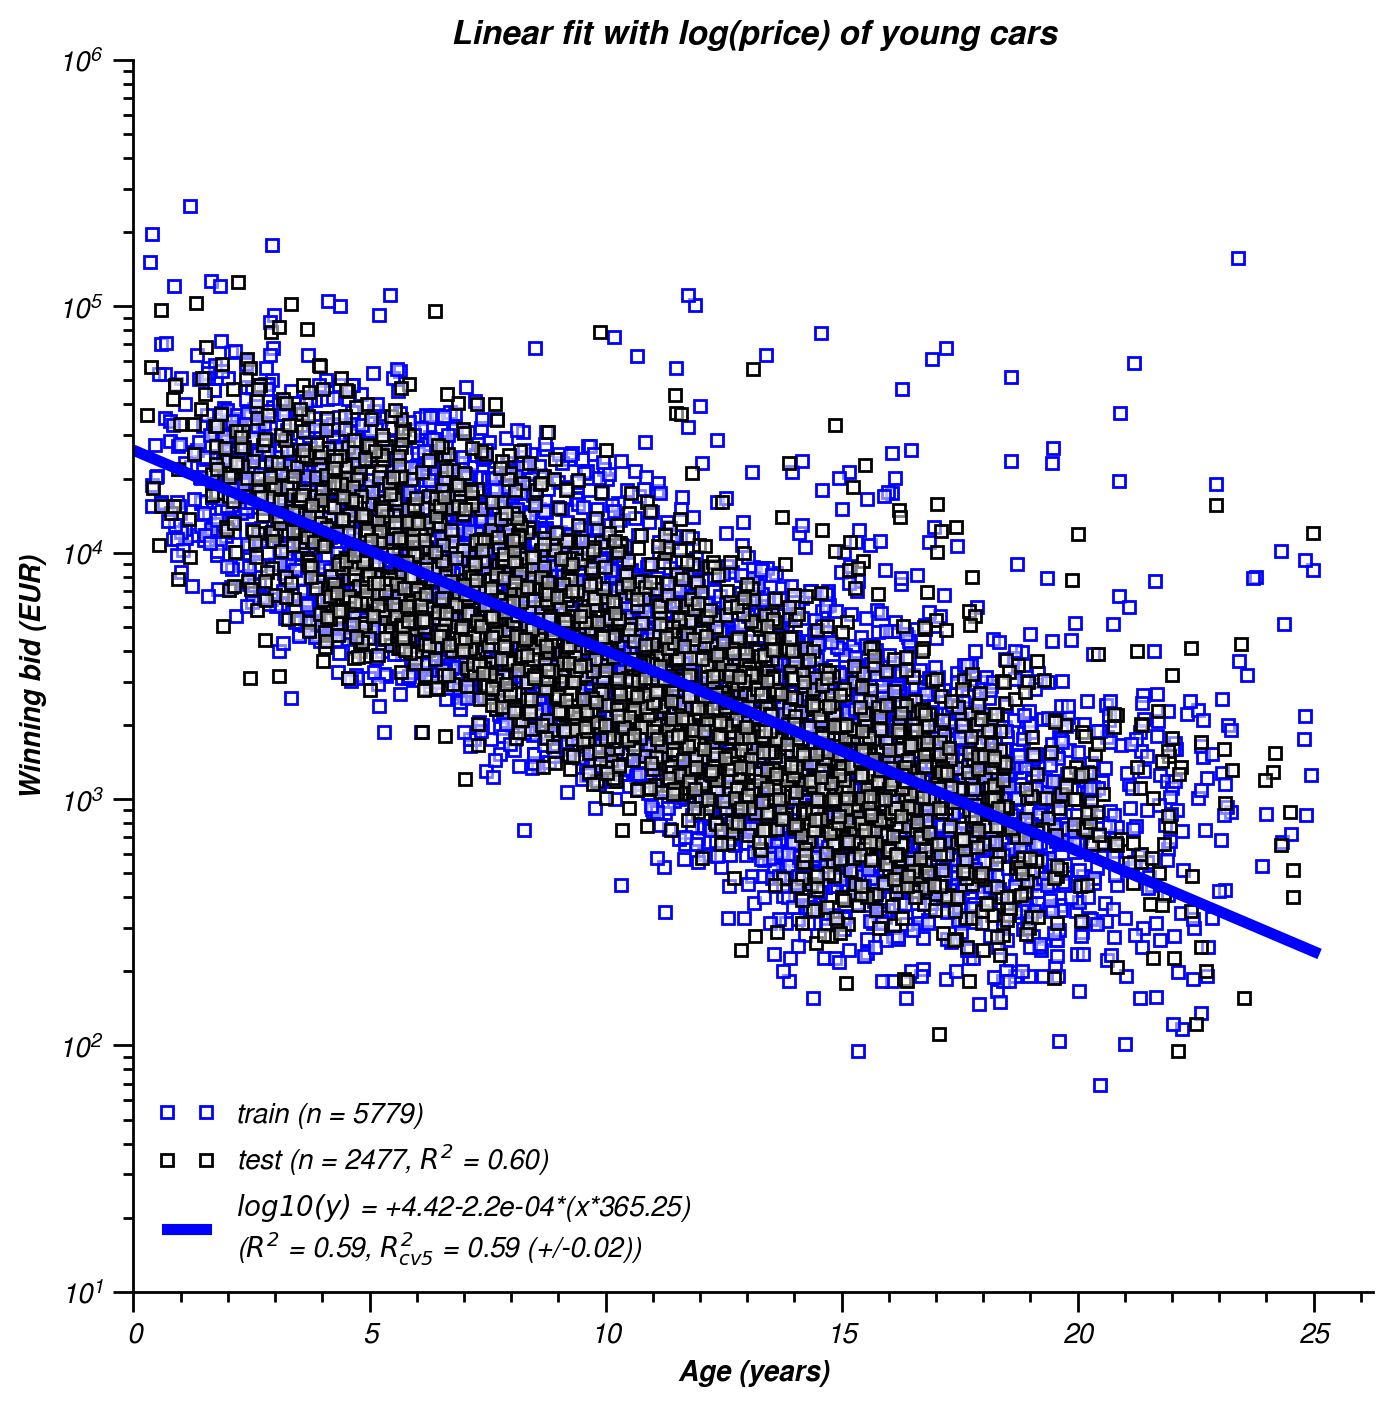 Linear fit with log(price) of young cars
10^6
10^5
10^4
10^3
10^2
10^1
Winning bid (EUR)
train (n = 5779)
test (n = 2477, R^2 = 0.60)
log10(y) = +4.42-2.2e-04*(x*365.25)
(R^2 = 0.59, R^2_cv5 = 0.59 (+/-0.02))
0 5 10 15 20 25
Age (years)